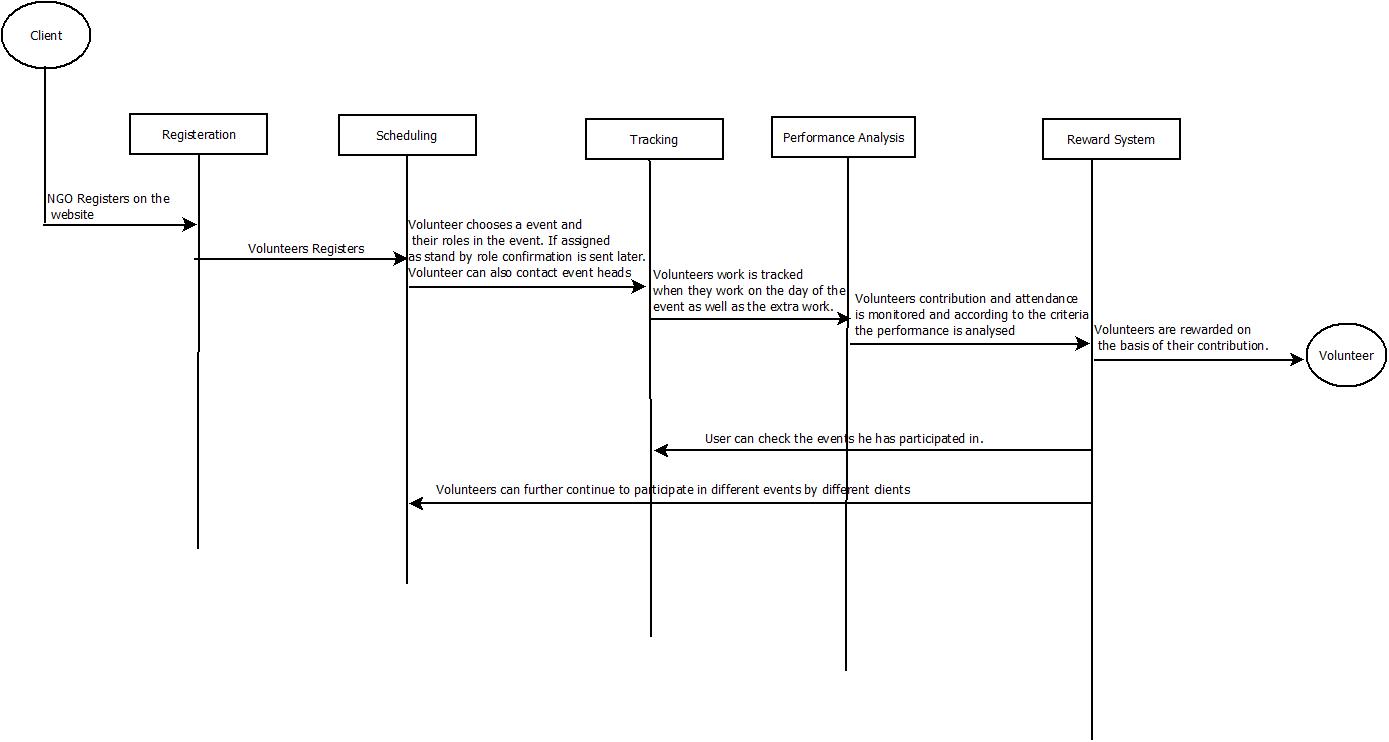 Client
Registeration
Scheduling
Tracking
Performance Analysis
Reward System
NGO Registers on the
website
Volunteers Registers
Volunteer chooses a event and
their roles in the event. If assigned
as stand by role confirmation is sent later.
Volunteer can also contact event heads
Volunteers work is tracked
when they work on the day of the
event as well as the extra work.
Volunteers contribution and attendance
is monitored and according to the criteria
the performance is analysed
Volunteers are rewarded on
the basis of their contribution.
Volunteer
User can check the events he has participated in.
Volunteers can further continue to participate in different events by different clients